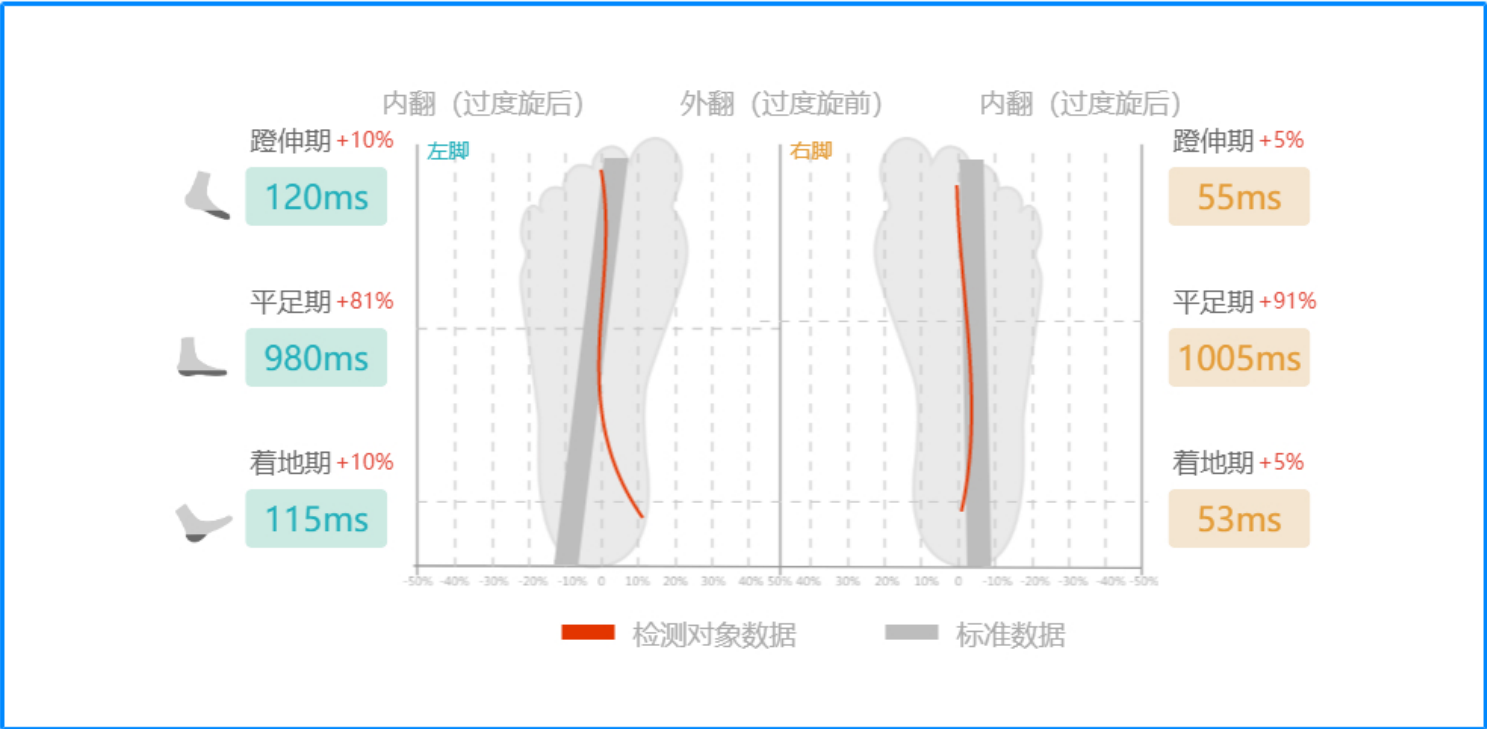 内翻（过度旋后） 外翻（过度旋前） 内翻（过度旋后）
蹬伸期 +10%
120ms
平足期 +81%
980ms
着地期 +10%
115ms
左脚
右脚
蹬伸期 +5%
55ms
平足期 +91%
1005ms
着地期 +5%
53ms
-50% -40% -30% -20% -10% 0 10% 20% 30% 40% 50% 40% 30% 20% 10% 0 -10% -20% -30% -40% -50%
检测对象数据 标准数据